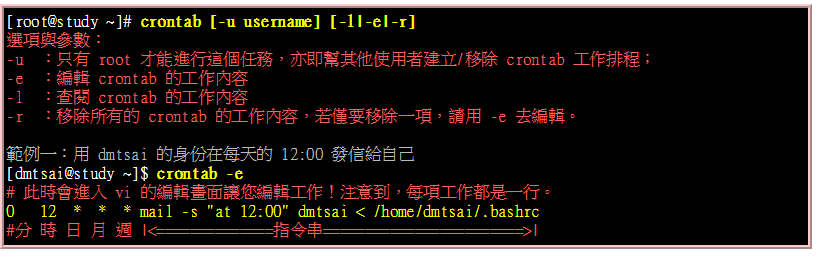 [root@study ~]# crontab [-u username] [-l|-e|-r]
選項與參數：
-u  ：只有 root 才能進行這個任務，亦即幫其他使用者建立/移除 crontab 工作排程；
-e  ：編輯 crontab 的工作內容
-l  ：查閱 crontab 的工作內容
-r  ：移除所有的 crontab 的工作內容，若僅要移除一項，請用 -e 去編輯。
範例一：用 dmtsai 的身份在每天的 12:00 發信給自己
[dmtsai@study ~]$ crontab -e
# 此時會進入 vi 的編輯畫面讓您編輯工作！注意到，每項工作都是一行。
0   12  *  *  * mail -s "at 12:00" dmtsai < /home/dmtsai/.bashrc
#分 時 日 月 週 |<==============指令串========================>|